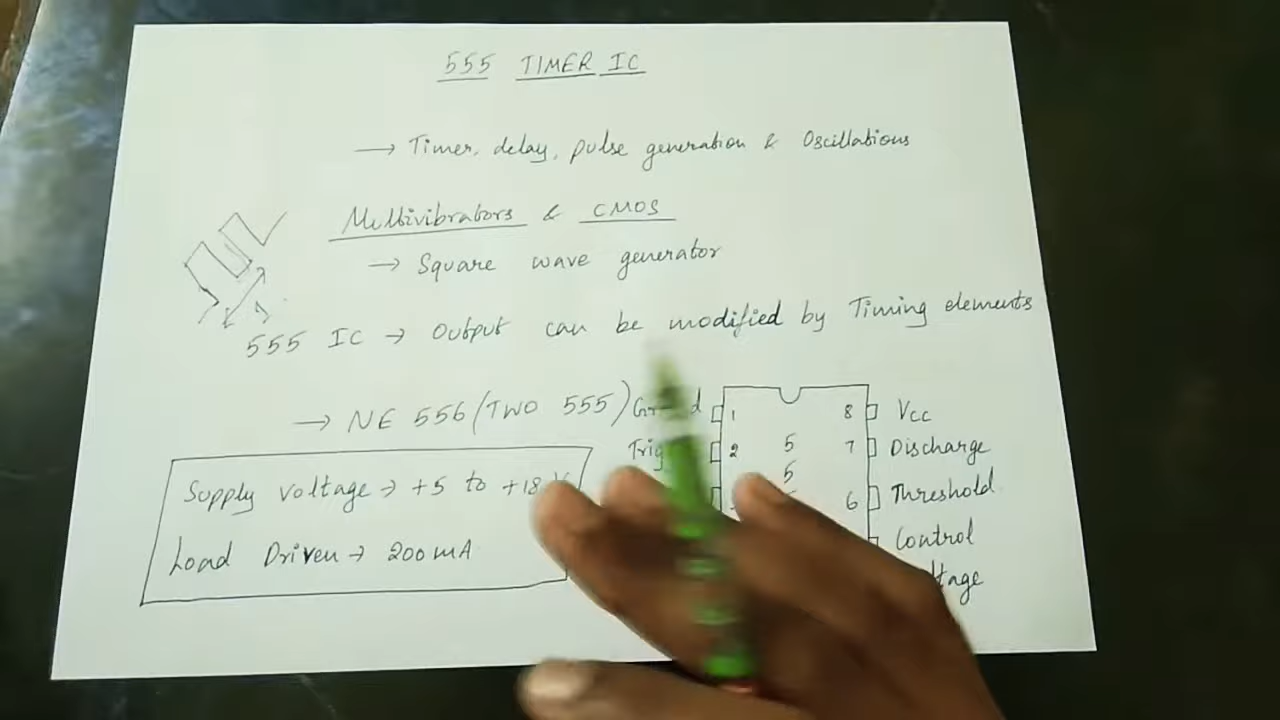 555 TIMER IC
→ Timer, delay, pulse generation & Oscillations
Multivibrators & CMOS
→ Square wave generator
555 IC → Output can be modified by Timing elements
→ NE 556 (TWO 555)
Supply voltage → +5 to +18
Load Driven → 200 mA
1 8 Vcc
2 5 7 Discharge
5
6 Threshold
Control